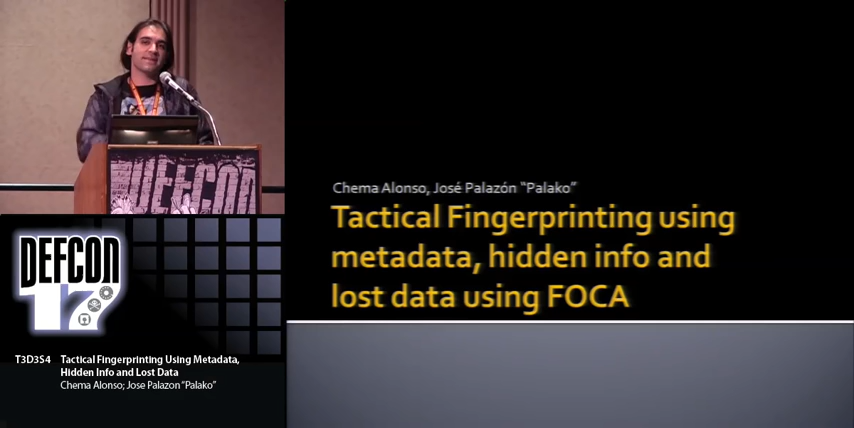 DEFCON
DEFCON
17
T3D3S4 Tactical Fingerprinting Using Metadata,
Hidden Info and Lost Data
Chema Alonso; Jose Palazon “Palako”
Chema Alonso, José Palazón “Palako”
Tactical Fingerprinting using
metadata, hidden info and
lost data using FOCA